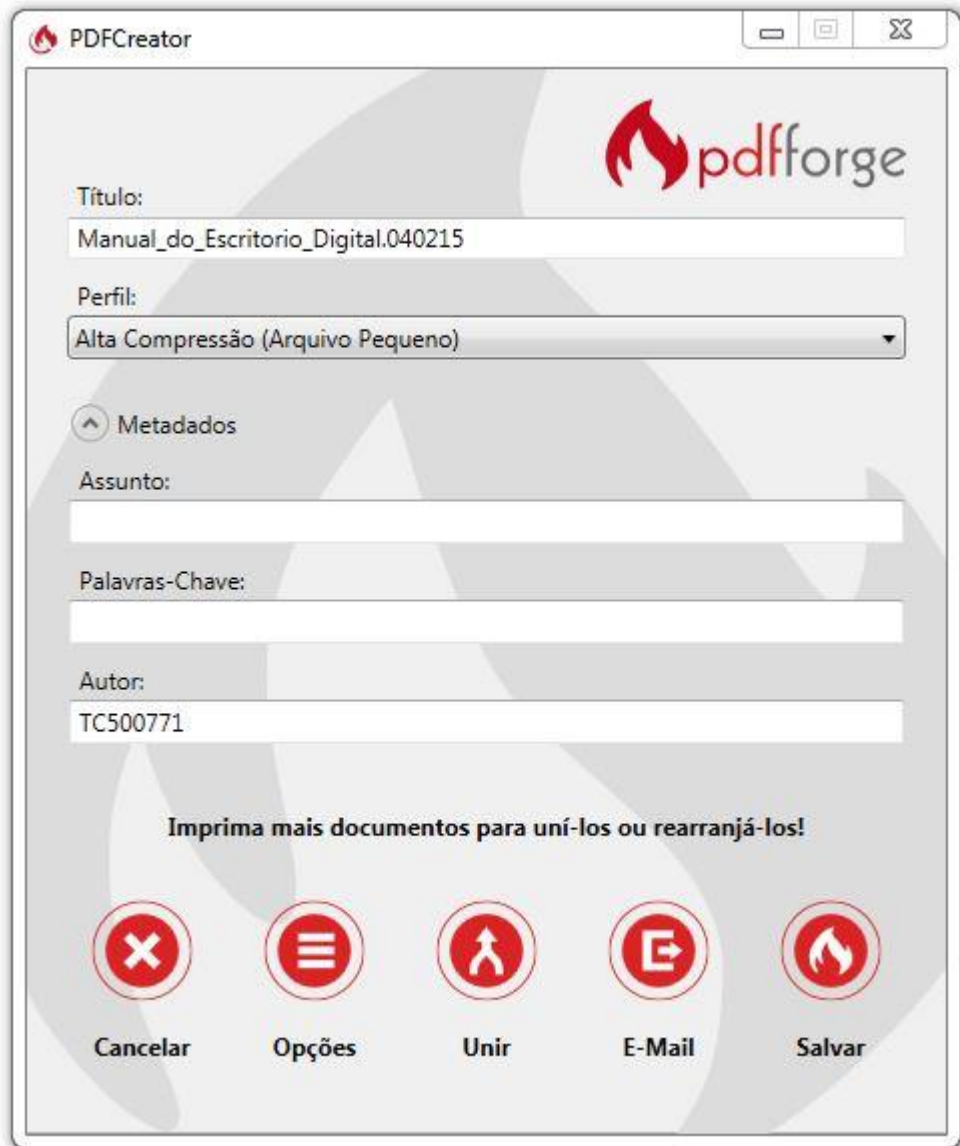 PDFCreator
pdfforge
Título:
Manual_do_Escritorio_Digital.040215
Perfil:
Alta Compressão (Arquivo Pequeno)
Metadados
Assunto:
Palavras-Chave:
Autor:
TC500771
Imprima mais documentos para uní-los ou rearranjá-los!
Cancelar Opções Unir E-Mail Salvar